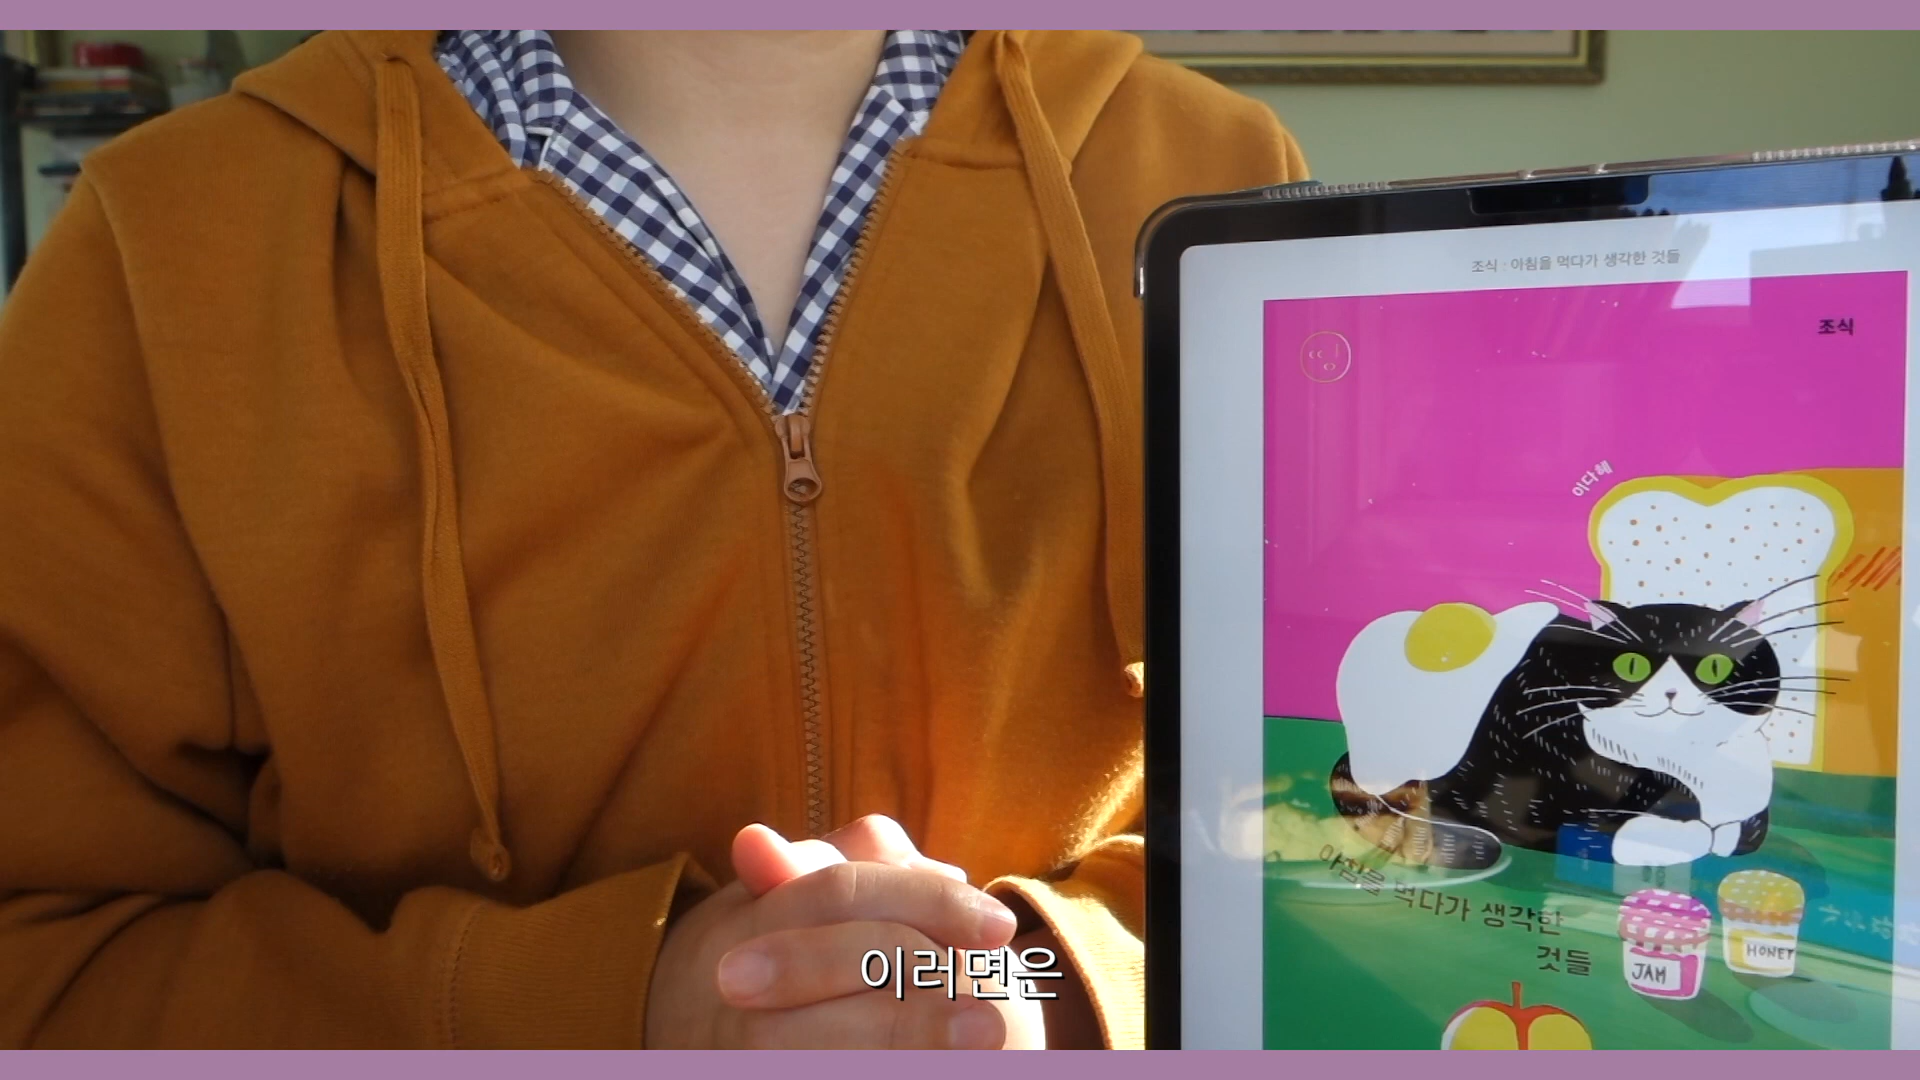 조식 : 아침을 먹다가 생각한 것들
조식
띵
이다혜
아침을 먹다가 생각한
것들
JAM
HONEY
이러면은